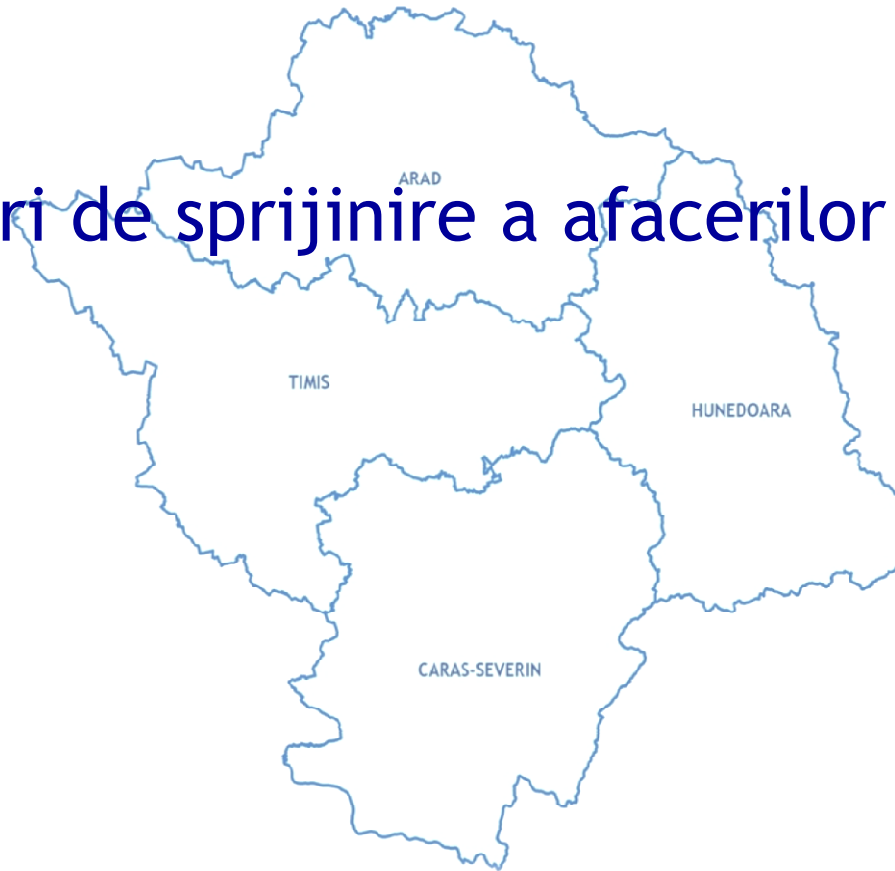 ARAD
ri de sprijinire a afacerilor
TIMIS
HUNEDOARA
CARAS-SEVERIN